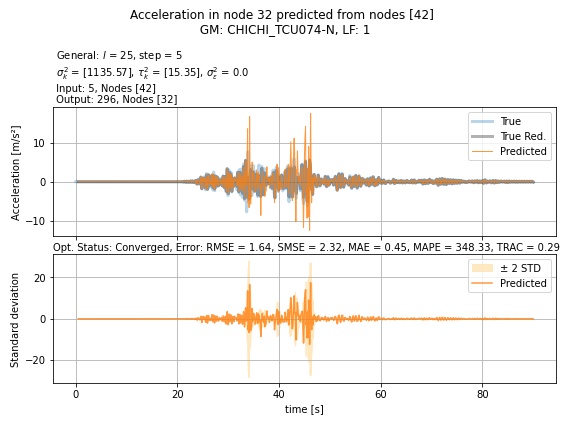 Acceleration in node 32 predicted from nodes [42]
GM: CHICHI_TCU074-N, LF: 1
General: l = 25, step = 5
σ²ₖ = [1135.57], τ²ₖ = [15.35], σ²ε = 0.0
Input: 5, Nodes [42]
Output: 296, Nodes [32]
Acceleration [m/s²]
10
0
−10
True
True Red.
Predicted
Opt. Status: Converged, Error: RMSE = 1.64, SMSE = 2.32, MAE = 0.45, MAPE = 348.33, TRAC = 0.29
Standard deviation
20
0
−20
± 2 STD
Predicted
0 20 40 60 80
time [s]